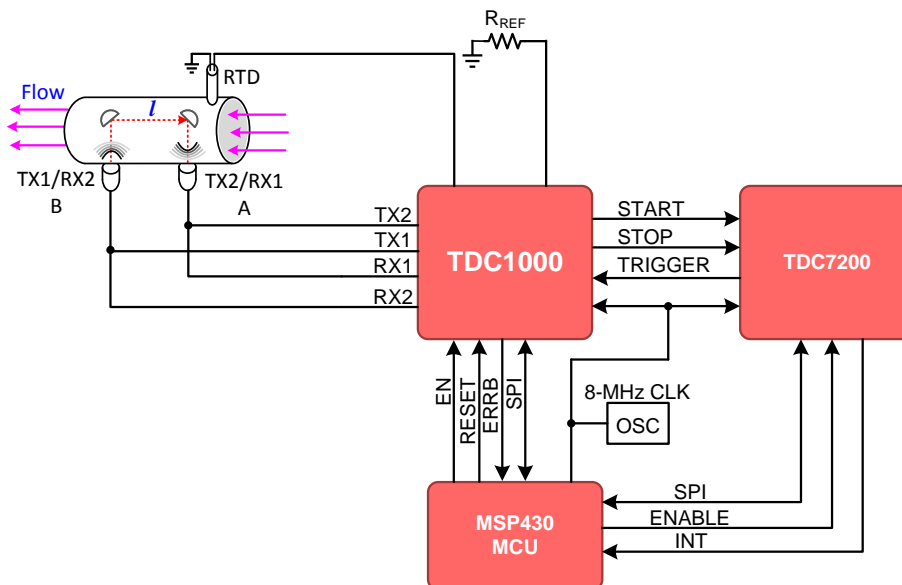 R_REF
RTD
Flow
l
TX1/RX2
B
TX2/RX1
A
TX2
TX1
RX1
RX2
TDC1000
START
STOP
TRIGGER
TDC7200
EN
RESET
ERRB
SPI
8-MHz CLK
OSC
MSP430
MCU
SPI
ENABLE
INT